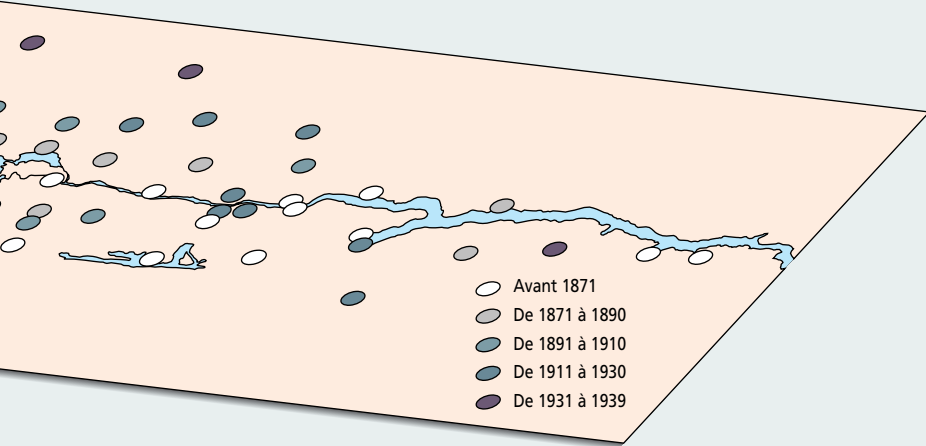 Avant 1871
De 1871 à 1890
De 1891 à 1910
De 1911 à 1930
De 1931 à 1939